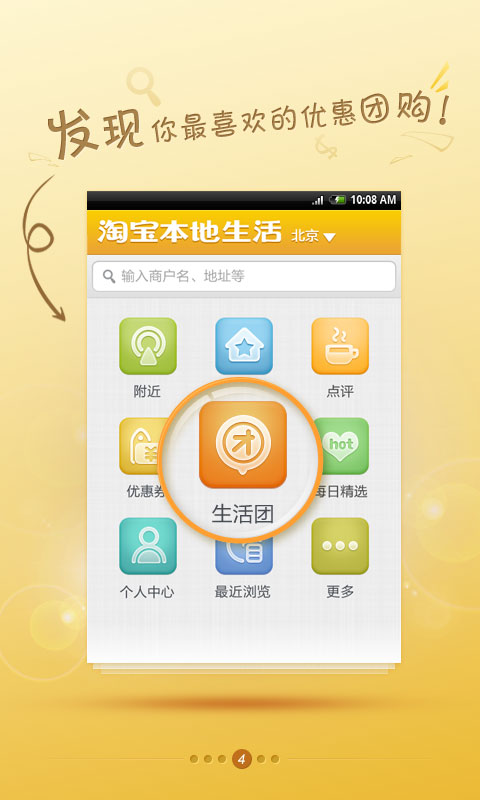 发现你最喜欢的优惠团购!
10:08 AM
淘宝本地生活 北京
输入商户名、地址等
附近 点评
团
hot
¥
优惠券 生活团 每日精选
个人中心 最近浏览 更多
4